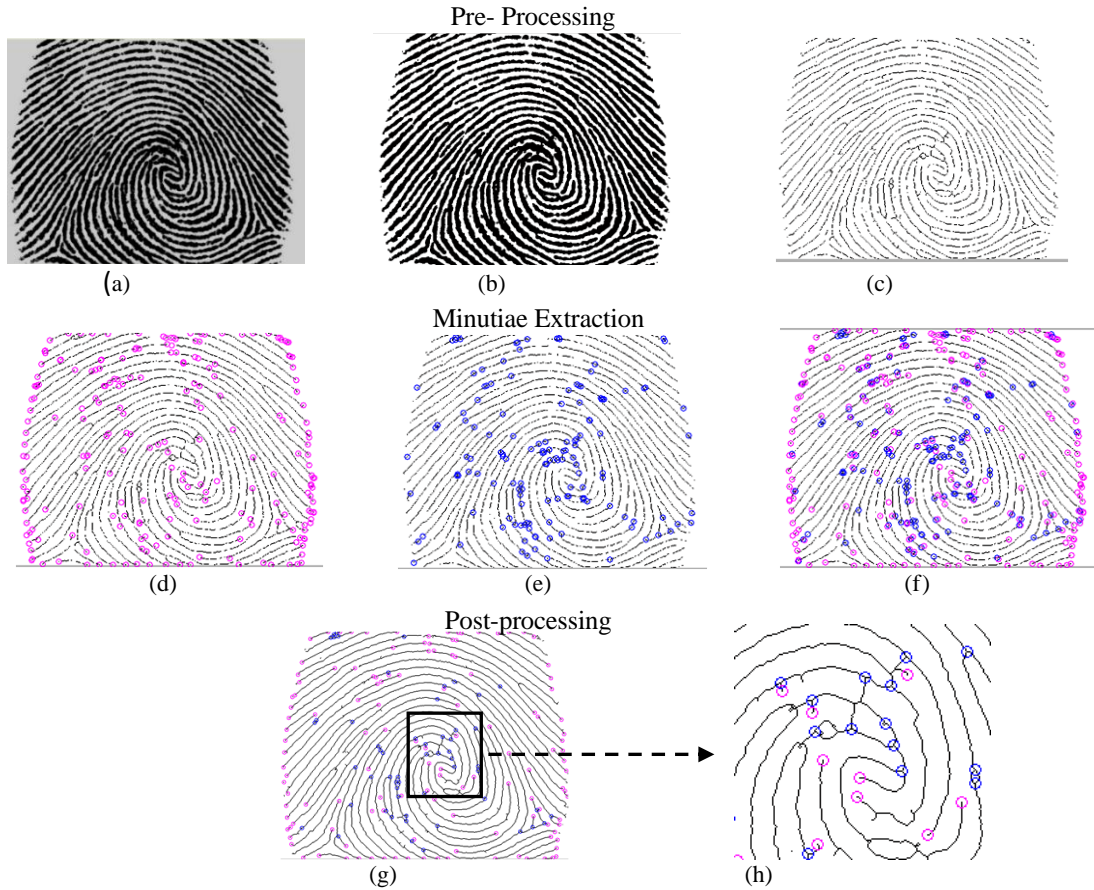 Pre- Processing
(a) (b) (c)
Minutiae Extraction
(d) (e) (f)
Post-processing
(g) (h)